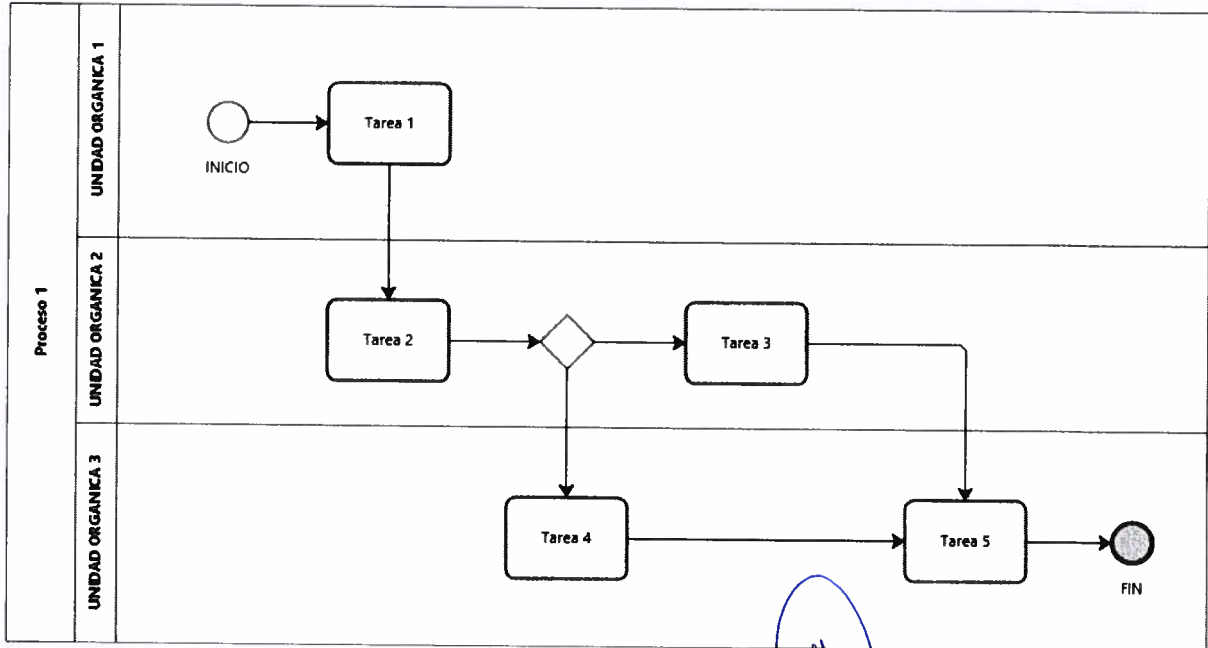 Proceso 1
UNIDAD ORGANICA 1
INICIO
Tarea 1
UNIDAD ORGANICA 2
Tarea 2
Tarea 3
UNIDAD ORGANICA 3
Tarea 4
Tarea 5
FIN